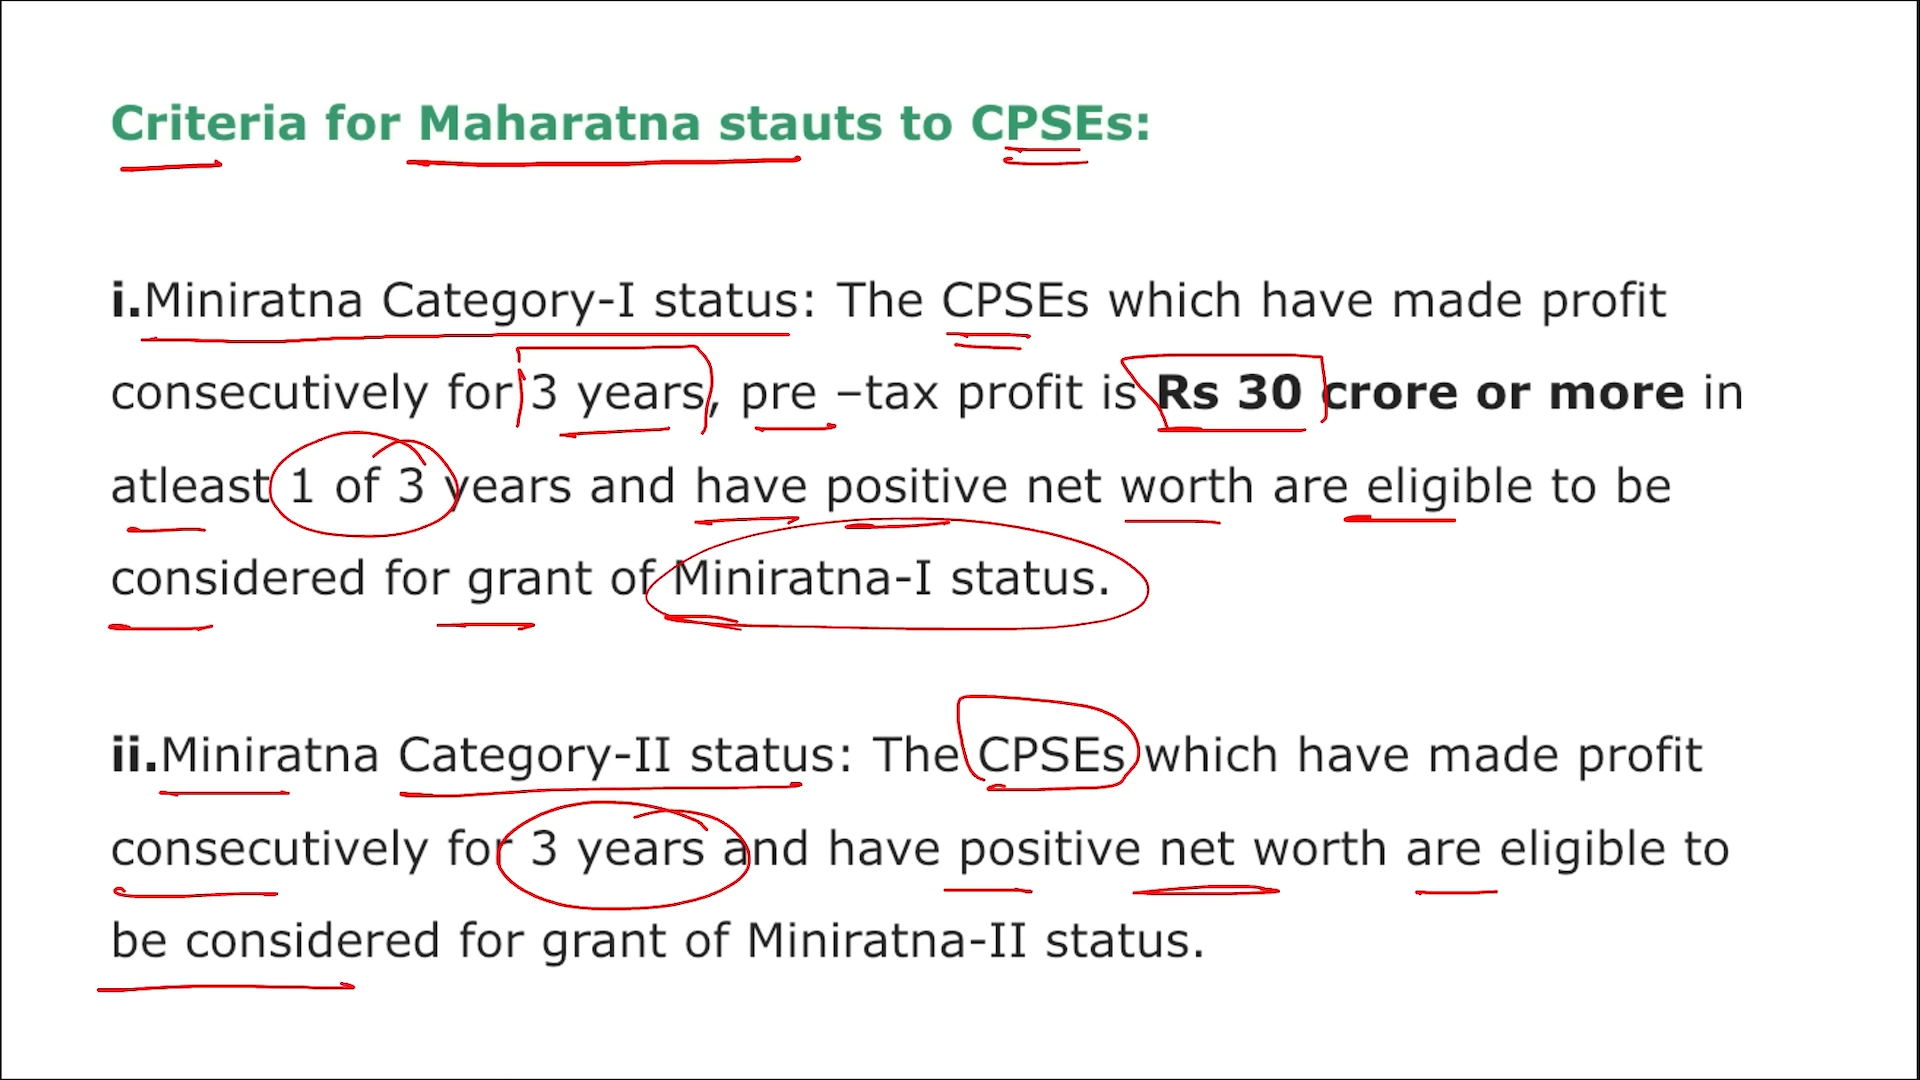 Criteria for Maharatna stauts to CPSEs:
i.Miniratna Category-I status: The CPSEs which have made profit
consecutively for 3 years, pre –tax profit is Rs 30 crore or more in
atleast 1 of 3 years and have positive net worth are eligible to be
considered for grant of Miniratna-I status.
ii.Miniratna Category-II status: The CPSEs which have made profit
consecutively for 3 years and have positive net worth are eligible to
be considered for grant of Miniratna-II status.